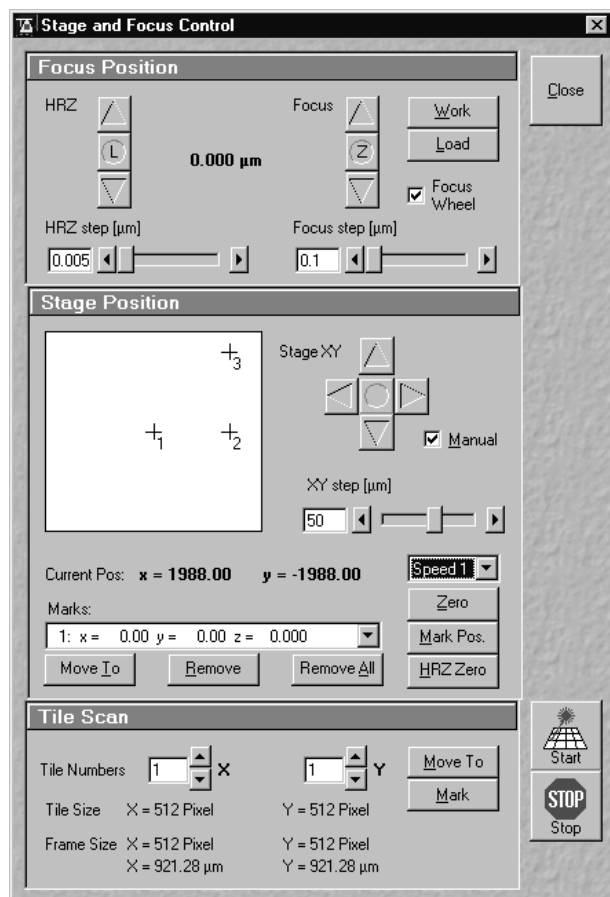 Stage and Focus Control
Focus Position
Close
HRZ
Focus
Work
L
0.000 µm
Z
Load
Focus
Wheel
HRZ step [µm]
Focus step [µm]
0.005
0.1
Stage Position
3
1
2
Stage XY
Manual
XY step [µm]
50
Current Pos: x = 1988.00 y = -1988.00
Speed 1
Zero
Marks:
1: x = 0.00 y = 0.00 z = 0.000
Mark Pos.
Move To
Remove
Remove All
HRZ Zero
Tile Scan
Tile Numbers 1 X 1 Y
Move To
Mark
Start
Tile Size X = 512 Pixel Y = 512 Pixel
Frame Size X = 512 Pixel Y = 512 Pixel
X = 921.28 µm Y = 921.28 µm
STOP
Stop